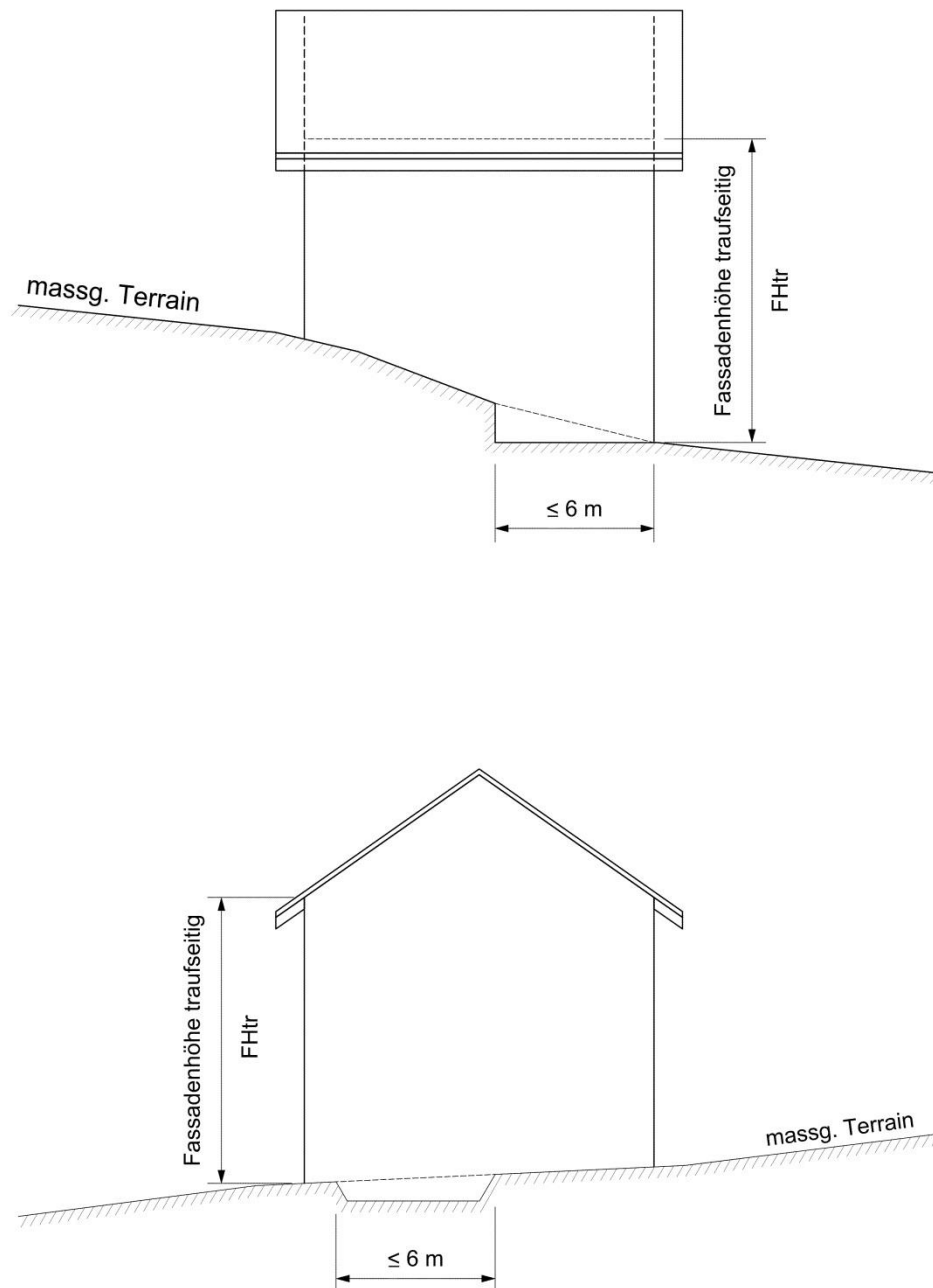 massg. Terrain
Fassadenhöhe traufseitig
FHtr
≤ 6 m
Fassadenhöhe traufseitig
FHtr
massg. Terrain
≤ 6 m